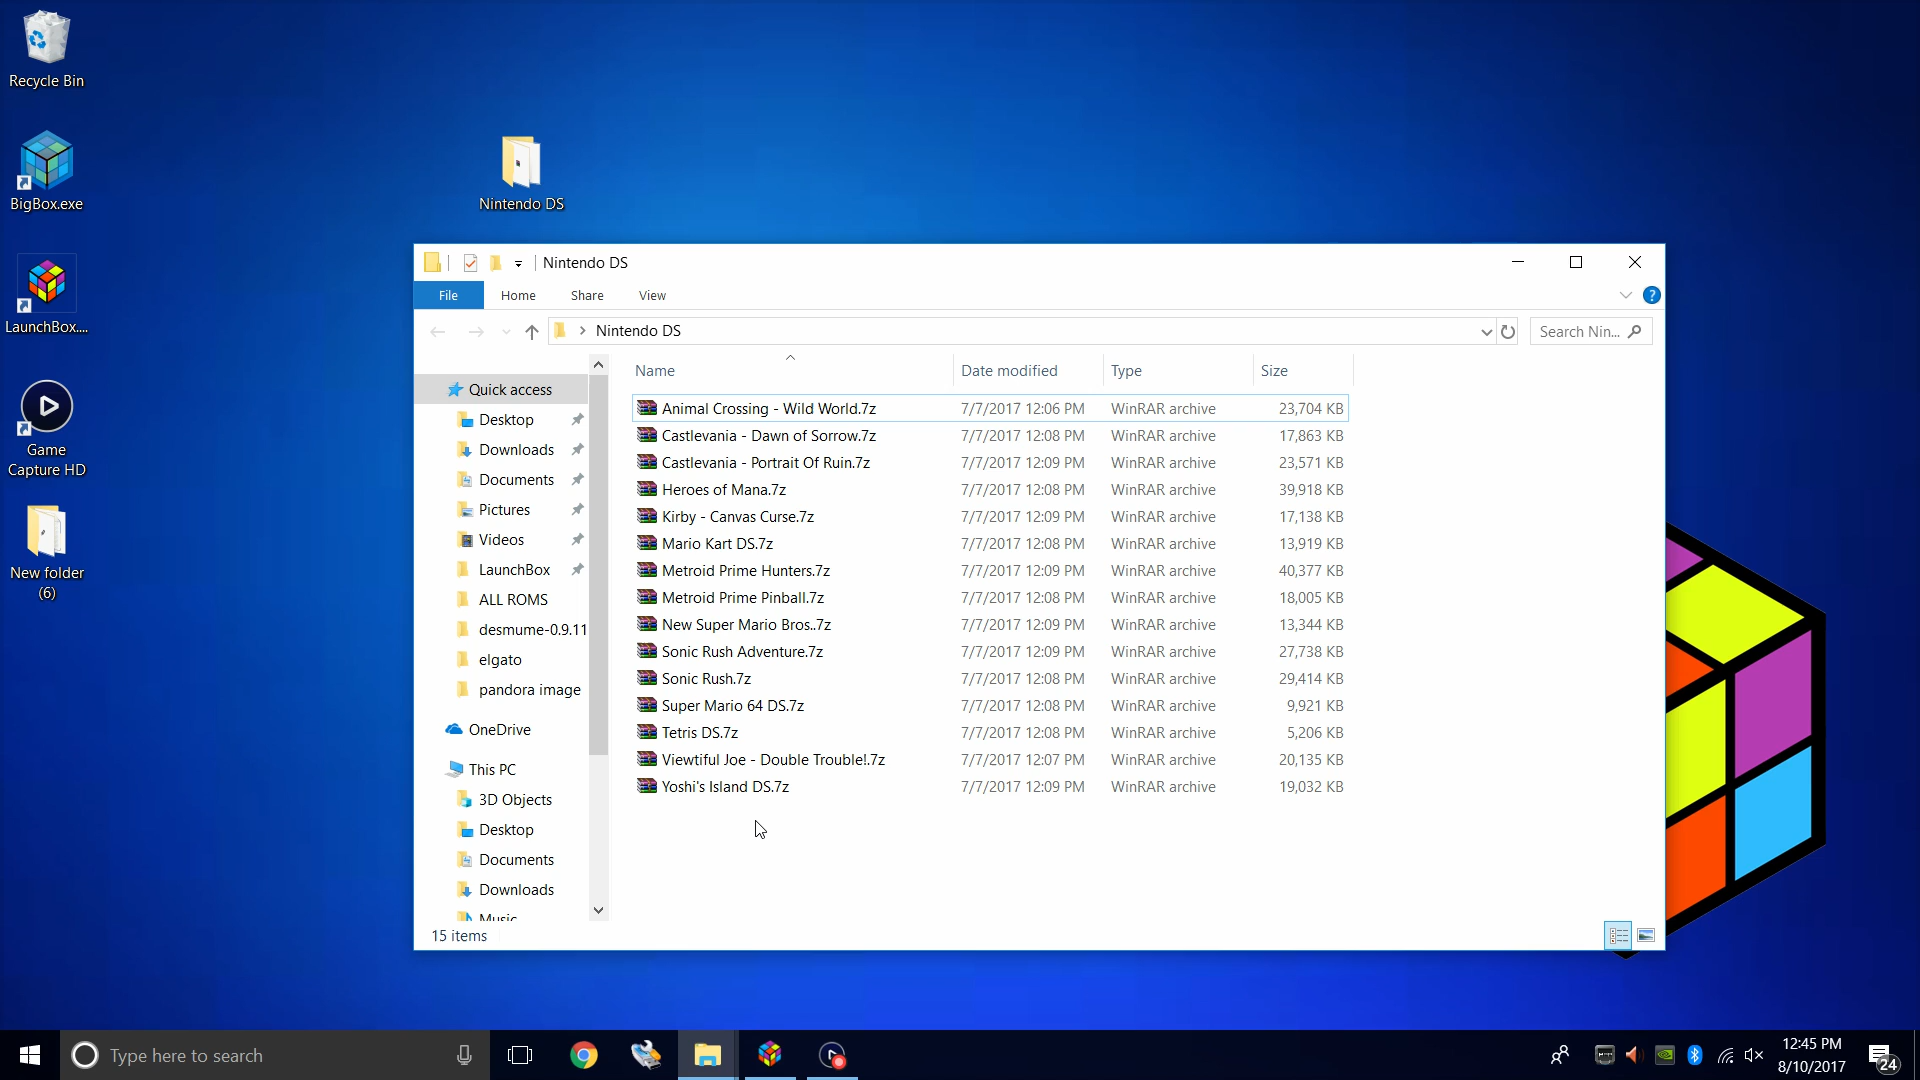 Recycle Bin
BigBox.exe
LaunchBox....
Game
Capture HD
New folder
(6)
Nintendo DS
Nintendo DS
File Home Share View
Nintendo DS
Search Nin...
Quick access
Desktop
Downloads
Documents
Pictures
Videos
LaunchBox
ALL ROMS
desmume-0.9.11
elgato
pandora image
OneDrive
This PC
3D Objects
Desktop
Documents
Downloads
Music
Name Date modified Type Size
Animal Crossing - Wild World.7z 7/7/2017 12:06 PM WinRAR archive 23,704 KB
Castlevania - Dawn of Sorrow.7z 7/7/2017 12:08 PM WinRAR archive 17,863 KB
Castlevania - Portrait Of Ruin.7z 7/7/2017 12:09 PM WinRAR archive 23,571 KB
Heroes of Mana.7z 7/7/2017 12:08 PM WinRAR archive 39,918 KB
Kirby - Canvas Curse.7z 7/7/2017 12:09 PM WinRAR archive 17,138 KB
Mario Kart DS.7z 7/7/2017 12:08 PM WinRAR archive 13,919 KB
Metroid Prime Hunters.7z 7/7/2017 12:09 PM WinRAR archive 40,377 KB
Metroid Prime Pinball.7z 7/7/2017 12:08 PM WinRAR archive 18,005 KB
New Super Mario Bros..7z 7/7/2017 12:09 PM WinRAR archive 13,344 KB
Sonic Rush Adventure.7z 7/7/2017 12:09 PM WinRAR archive 27,738 KB
Sonic Rush.7z 7/7/2017 12:08 PM WinRAR archive 29,414 KB
Super Mario 64 DS.7z 7/7/2017 12:08 PM WinRAR archive 9,921 KB
Tetris DS.7z 7/7/2017 12:08 PM WinRAR archive 5,206 KB
Viewtiful Joe - Double Trouble!.7z 7/7/2017 12:07 PM WinRAR archive 20,135 KB
Yoshi's Island DS.7z 7/7/2017 12:09 PM WinRAR archive 19,032 KB
15 items
Type here to search
12:45 PM
8/10/2017
24